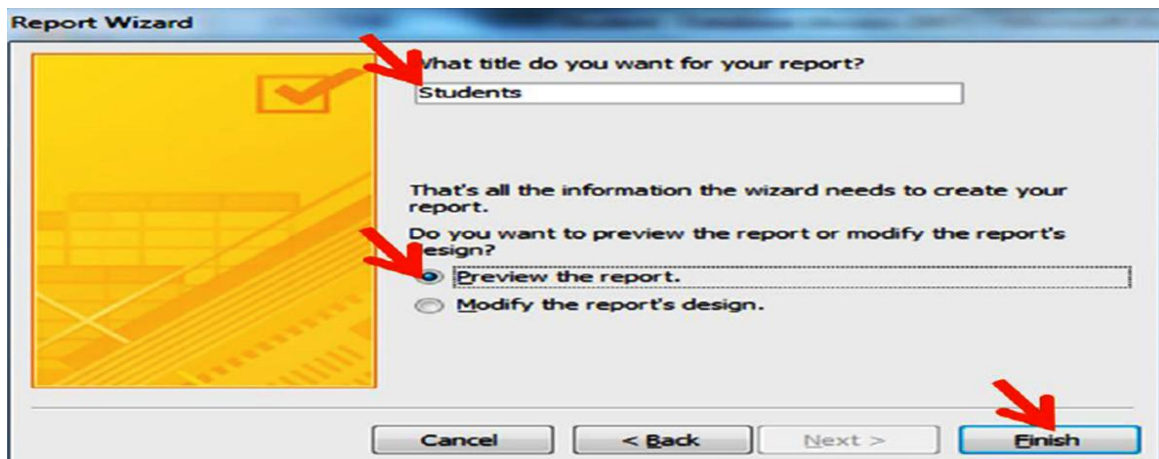 Report Wizard
What title do you want for your report?
Students
That's all the information the wizard needs to create your
report.
Do you want to preview the report or modify the report's
design?
Preview the report.
Modify the report's design.
Cancel
< Back
Next >
Finish